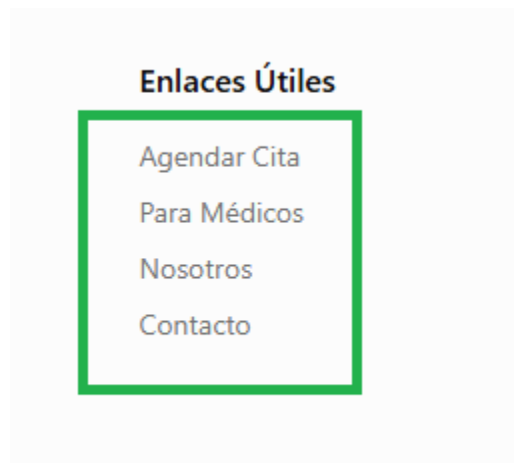 Enlaces Útiles
Agendar Cita
Para Médicos
Nosotros
Contacto